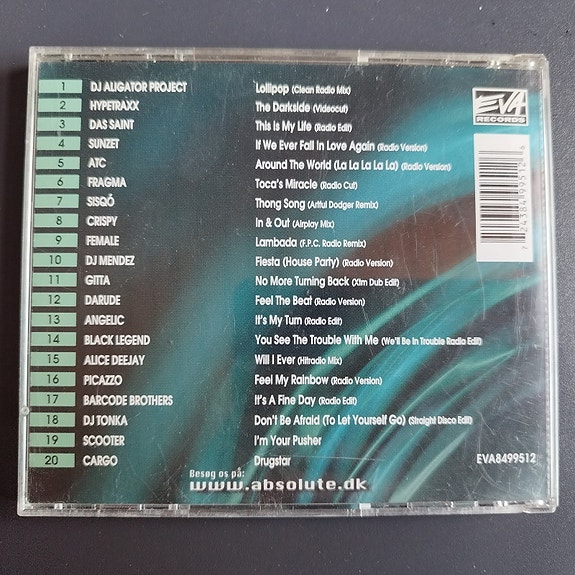 1 DJ ALIGATOR PROJECT Lollipop (Clean Radio Mix)
2 HYPETRAXX The Darkside (Videocut)
3 DAS SAINT This Is My Life (Radio Edit)
4 SUNZET If We Ever Fall In Love Again (Radio Version)
5 ATC Around The World (La La La La La) (Radio Version)
6 FRAGMA Toca's Miracle (Radio Cut)
7 SISQÓ Thong Song (Artful Dodger Remix)
8 CRISPY In & Out (Airplay Mix)
9 FEMALE Lambada (F.P.C. Radio Remix)
10 DJ MENDEZ Fiesta (House Party) (Radio Version)
11 GITTA No More Turning Back (Xtm Dub Edit)
12 DARUDE Feel The Beat (Radio Version)
13 ANGELIC It's My Turn (Radio Edit)
14 BLACK LEGEND You See The Trouble With Me (We'll Be In Trouble Radio Edit)
15 ALICE DEEJAY Will I Ever (Hitradio Mix)
16 PICAZZO Feel My Rainbow (Radio Version)
17 BARCODE BROTHERS It's A Fine Day (Radio Edit)
18 DJ TONKA Don't Be Afraid (To Let Yourself Go) (Straight Disco Edit)
19 SCOOTER I'm Your Pusher
20 CARGO Drugstar
EVA
RECORDS
7 24384 99512 6
EVA8499512
Besøg os på:
www.absolute.dk